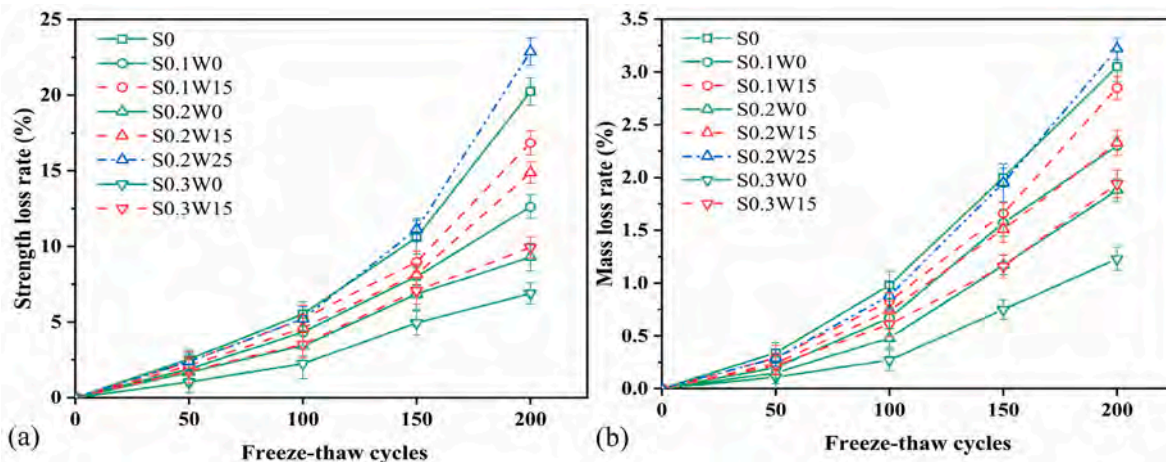 25
20
15
10
5
0
Strength loss rate (%)
S0
S0.1W0
S0.1W15
S0.2W0
S0.2W15
S0.2W25
S0.3W0
S0.3W15
0 50 100 150 200
Freeze-thaw cycles
(a)
3.5
3.0
2.5
2.0
1.5
1.0
0.5
0.0
Mass loss rate (%)
S0
S0.1W0
S0.1W15
S0.2W0
S0.2W15
S0.2W25
S0.3W0
S0.3W15
0 50 100 150 200
Freeze-thaw cycles
(b)